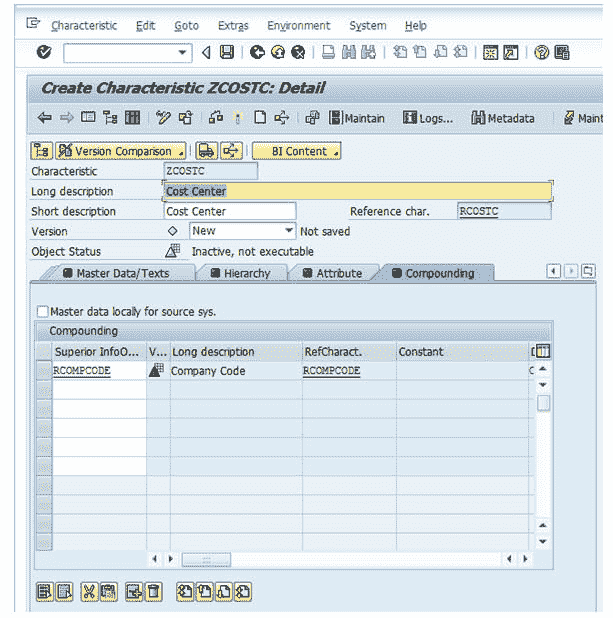 Characteristic Edit Goto Extras Environment System Help
Create Characteristic ZCOSTC: Detail
Maintain Logs... Metadata Maint
Version Comparison BI Content
Characteristic ZCOSTC
Long description Cost Center
Short description Cost Center Reference char. RCOSTC
Version New Not saved
Object Status Inactive, not executable
Master Data/Texts Hierarchy Attribute Compounding
Master data locally for source sys.
Compounding
Superior InfoO... V... Long description RefCharact. Constant
RCOMPCODE Company Code RCOMPCODE